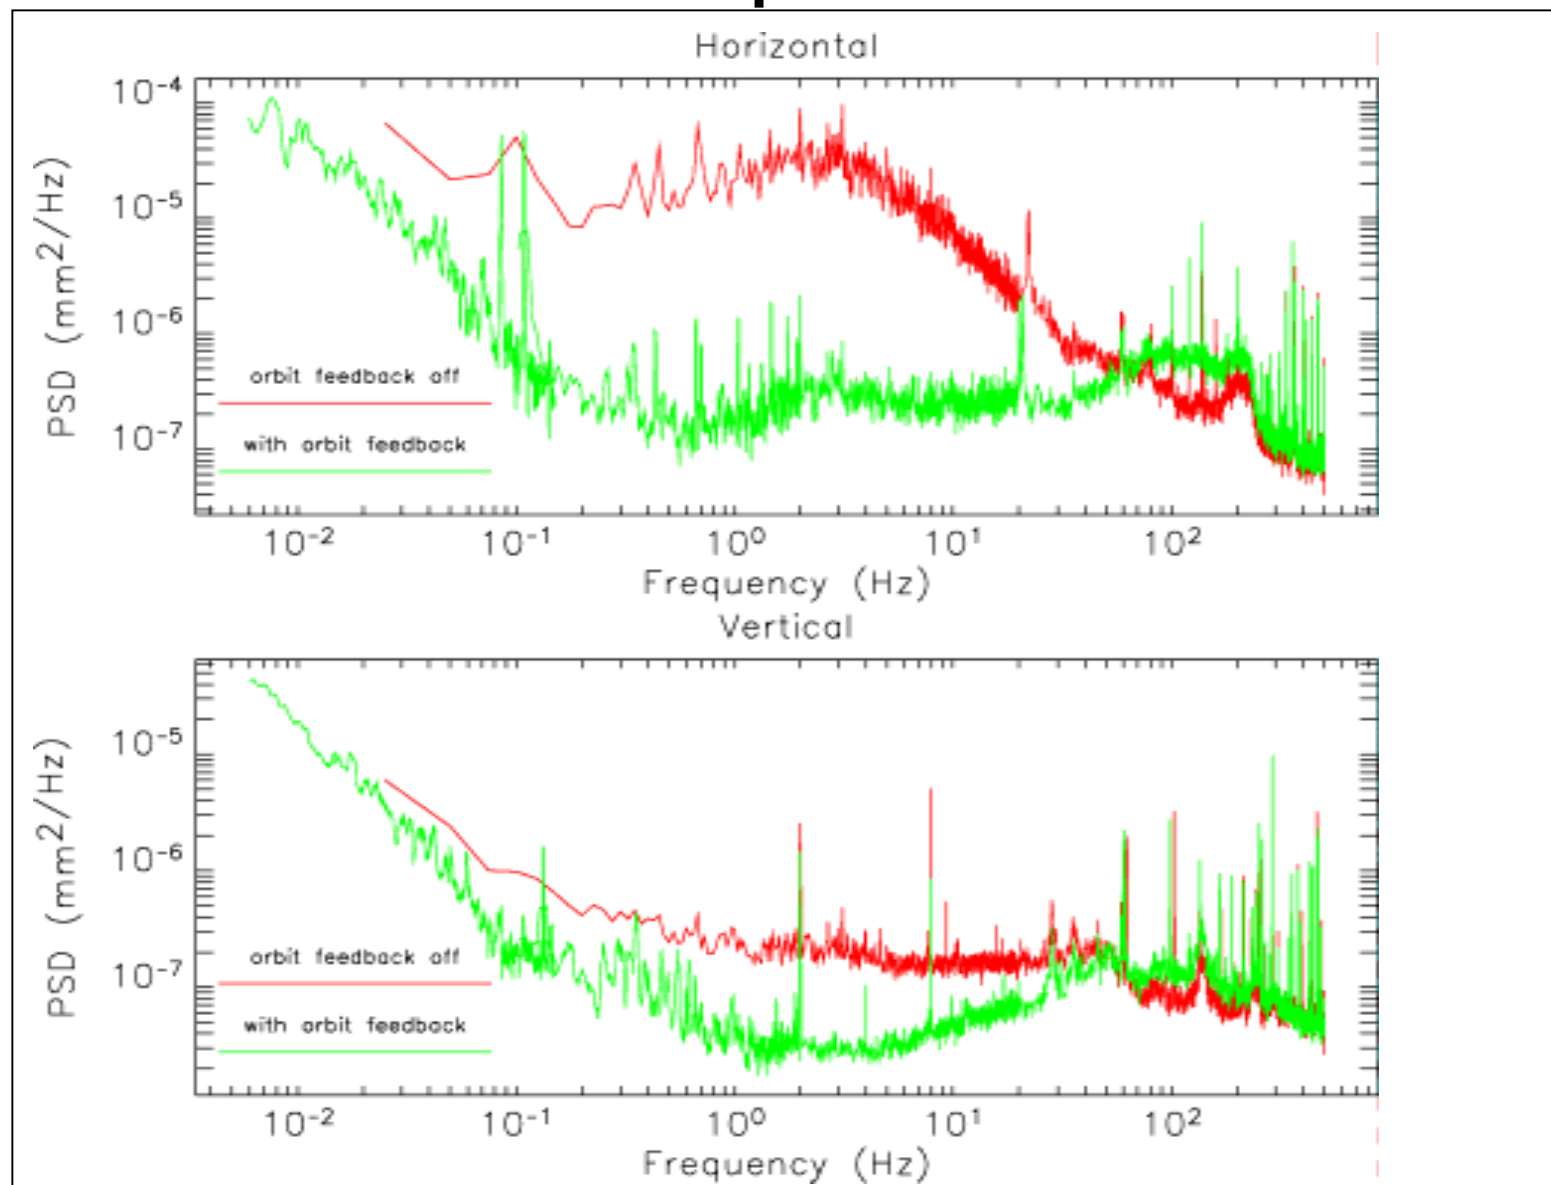 Horizontal
10-4
10-5
10-6
10-7
PSD (mm2/Hz)
orbit feedback off
with orbit feedback
10-2 10-1 100 101 102
Frequency (Hz)
Vertical
10-5
10-6
10-7
PSD (mm2/Hz)
orbit feedback off
with orbit feedback
10-2 10-1 100 101 102
Frequency (Hz)